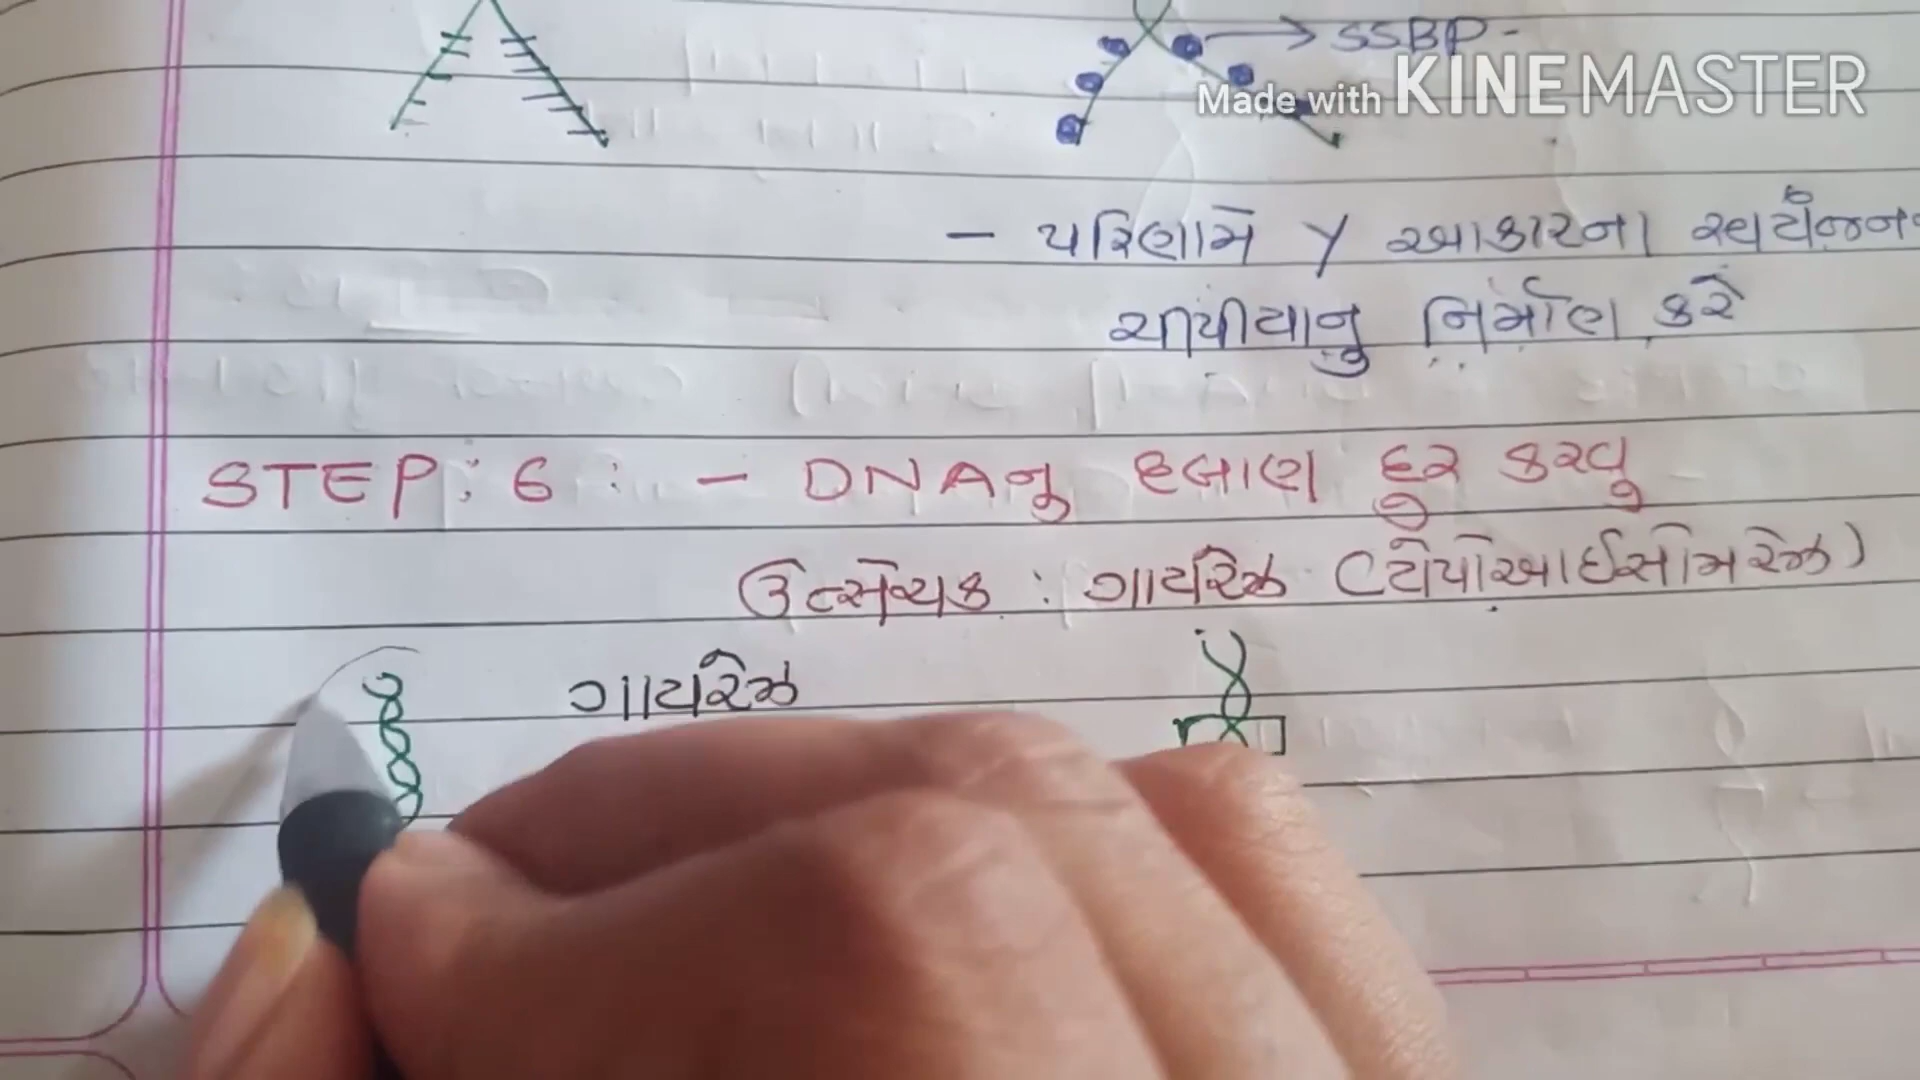 SSBP -
Made with KINEMASTER
- પરિણામે Y આકારના સ્વયંજનન
ચીપીયાનુ નિર્માણ કરે
STEP : 6 : - DNAનુ દબાણ દુર કરવુ
ઉત્સેચક : ગાયરેઝ (ટોપોઆઈસોમરેઝ)
ગાયરેઝ